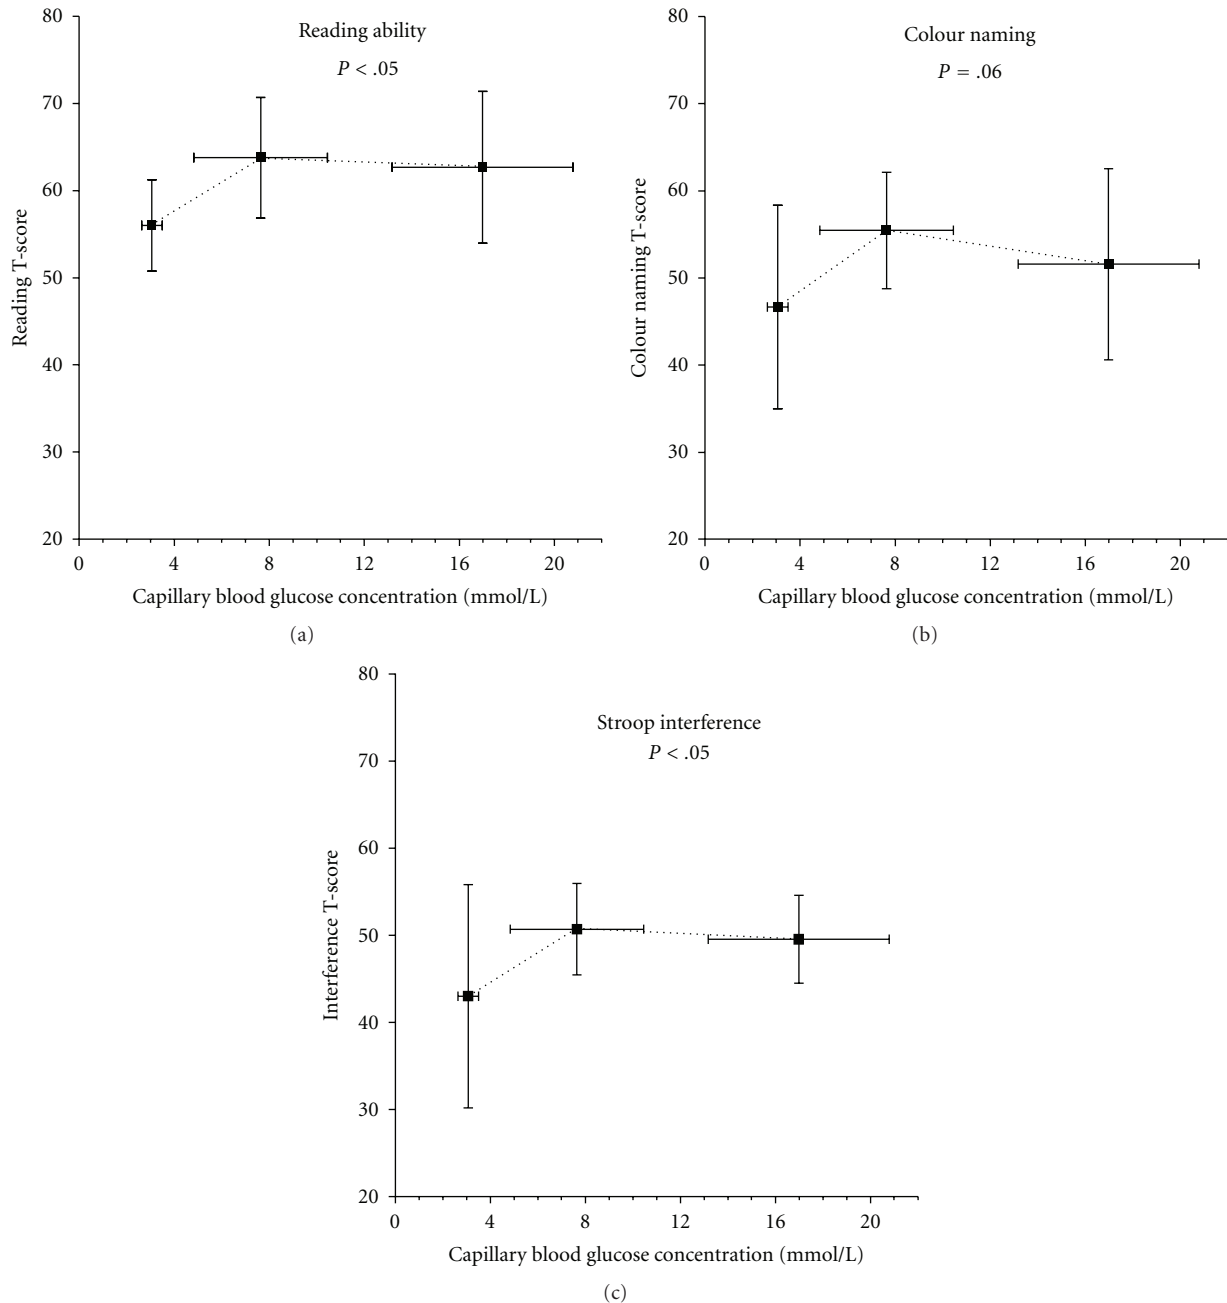 80
70
60
50
40
30
20
Reading T-score
Reading ability
P < .05
0 4 8 12 16 20
Capillary blood glucose concentration (mmol/L)
(a)
80
70
60
50
40
30
20
Colour naming T-score
Colour naming
P = .06
0 4 8 12 16 20
Capillary blood glucose concentration (mmol/L)
(b)
80
70
60
50
40
30
20
Interference T-score
Stroop interference
P < .05
0 4 8 12 16 20
Capillary blood glucose concentration (mmol/L)
(c)